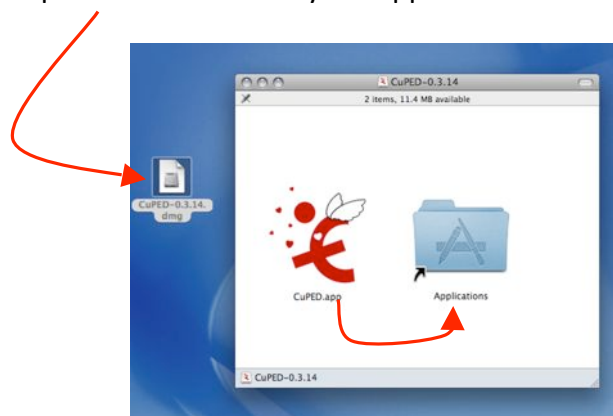 CuPED-0.3.14
2 items, 11.4 MB available
CuPED-0.3.14.
dmg
CuPED.app
Applications
CuPED-0.3.14